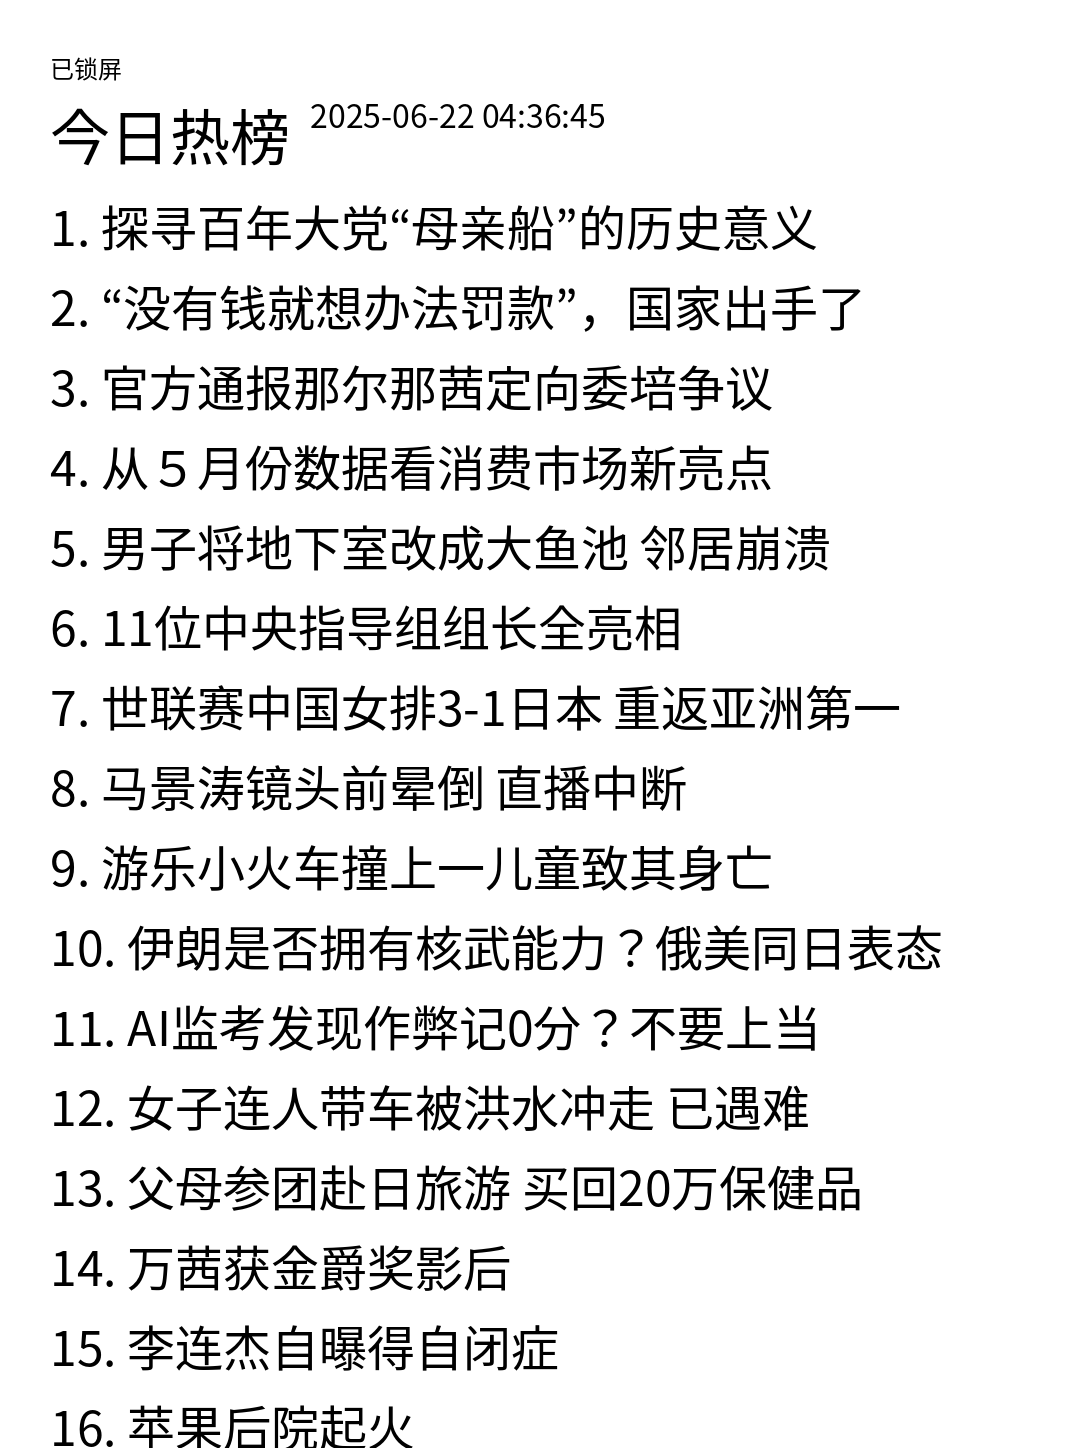 已锁屏
今日热榜 2025-06-22 04:36:45
1. 探寻百年大党“母亲船”的历史意义
2. “没有钱就想办法罚款”，国家出手了
3. 官方通报那尔那茜定向委培争议
4. 从５月份数据看消费市场新亮点
5. 男子将地下室改成大鱼池 邻居崩溃
6. 11位中央指导组组长全亮相
7. 世联赛中国女排3-1日本 重返亚洲第一
8. 马景涛镜头前晕倒 直播中断
9. 游乐小火车撞上一儿童致其身亡
10. 伊朗是否拥有核武能力？俄美同日表态
11. AI监考发现作弊记0分？不要上当
12. 女子连人带车被洪水冲走 已遇难
13. 父母参团赴日旅游 买回20万保健品
14. 万茜获金爵奖影后
15. 李连杰自曝得自闭症
16. 苹果后院起火